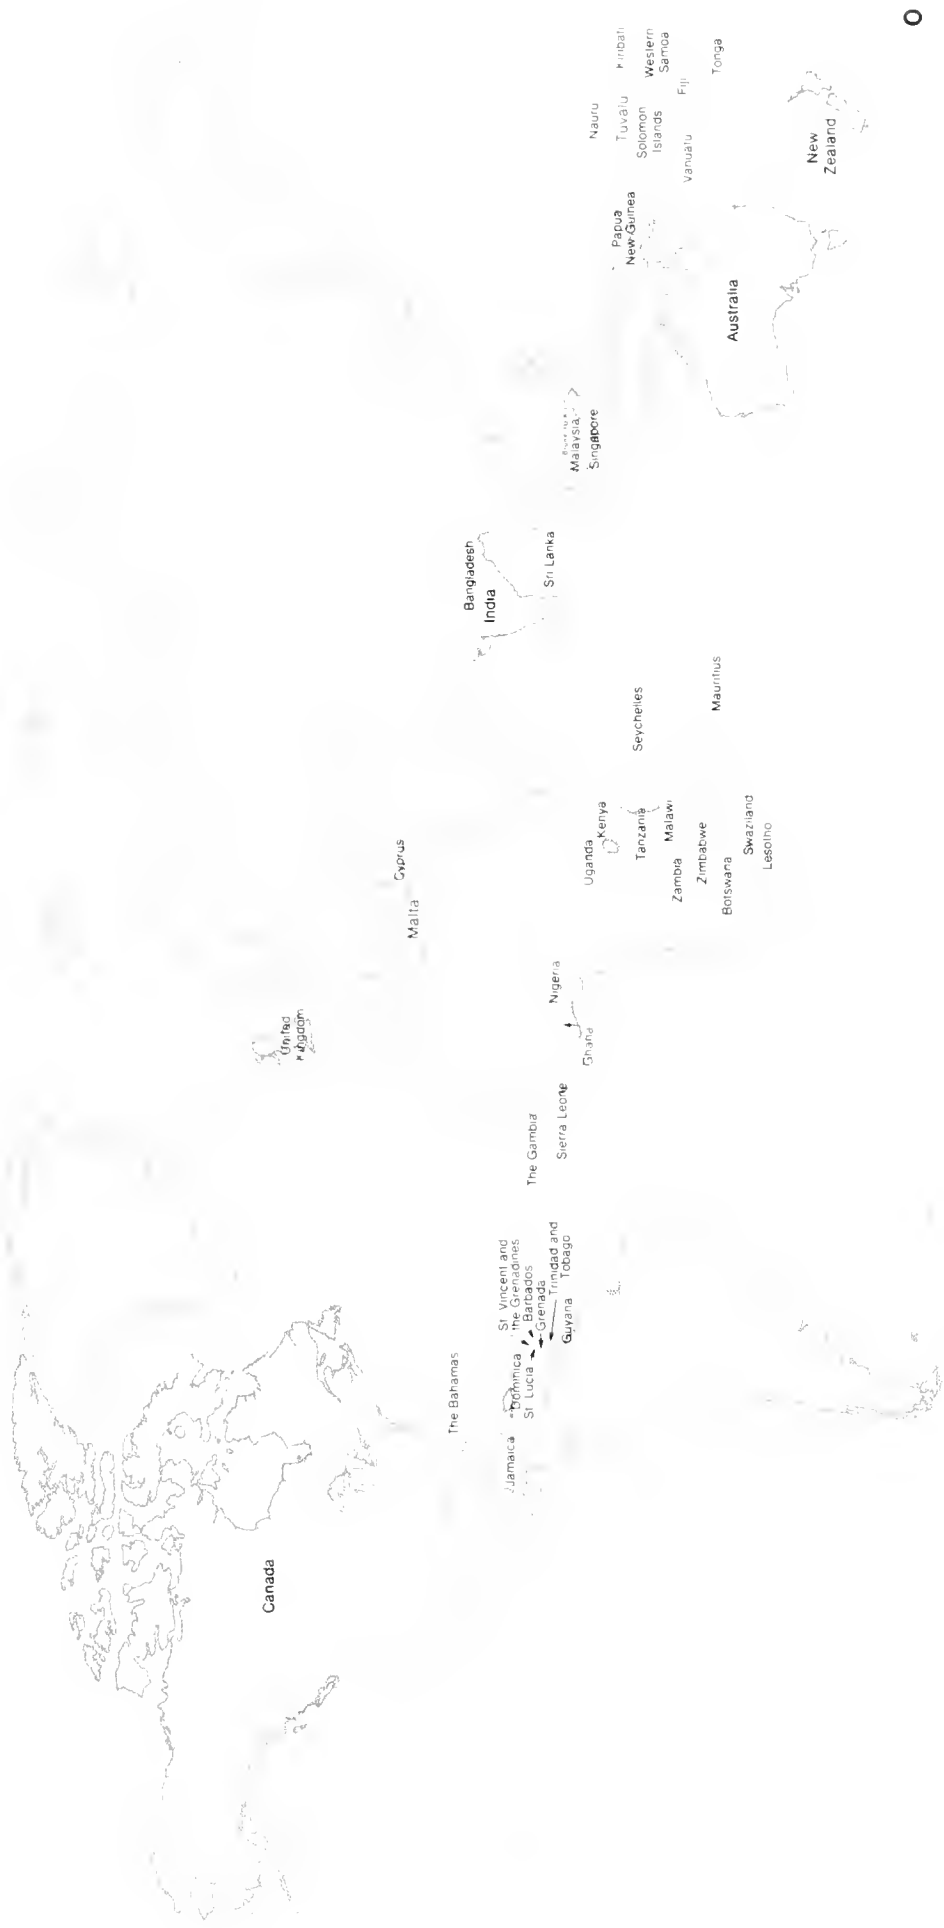 Canada
The Bahamas
Jamaica
Dominica
St Lucia
St Vincent and
the Grenadines
Barbados
Grenada
Trinidad and
Tobago
Guyana
United
Kingdom
The Gambia
Sierra Leone
Ghana
Nigeria
Malta
Cyprus
Uganda
Kenya
Tanzania
Malawi
Zambia
Zimbabwe
Botswana
Swaziland
Lesotho
Seychelles
Mauritius
Bangladesh
India
Sri Lanka
Malaysia
Singapore
Papua
New Guinea
Australia
Nauru
Tuvalu
Solomon
Islands
Vanuatu
Kiribati
Western
Samoa
Fiji
Tonga
New
Zealand
O